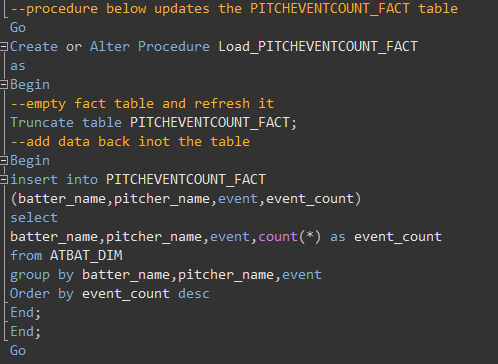 --procedure below updates the PITCHEVENTCOUNT_FACT table
Go
Create or Alter Procedure Load_PITCHEVENTCOUNT_FACT
as
Begin
--empty fact table and refresh it
Truncate table PITCHEVENTCOUNT_FACT;
--add data back inot the table
Begin
insert into PITCHEVENTCOUNT_FACT
(batter_name,pitcher_name,event,event_count)
select
batter_name,pitcher_name,event,count(*) as event_count
from ATBAT_DIM
group by batter_name,pitcher_name,event
Order by event_count desc
End;
End;
Go